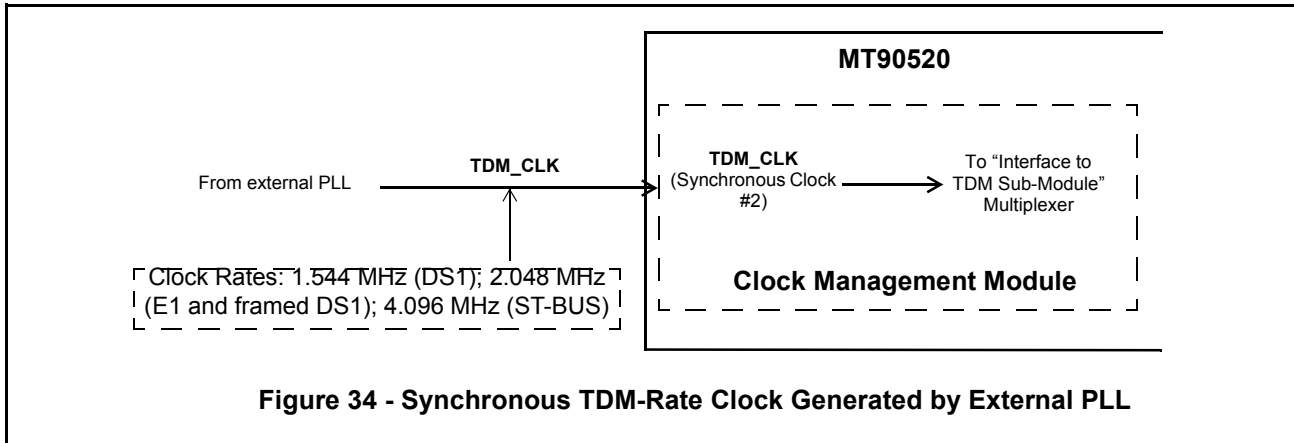 MT90520
TDM_CLK
From external PLL
TDM_CLK
(Synchronous Clock
#2)
To “Interface to
TDM Sub-Module”
Multiplexer
Clock Rates: 1.544 MHz (DS1); 2.048 MHz
(E1 and framed DS1); 4.096 MHz (ST-BUS)
Clock Management Module
Figure 34 - Synchronous TDM-Rate Clock Generated by External PLL